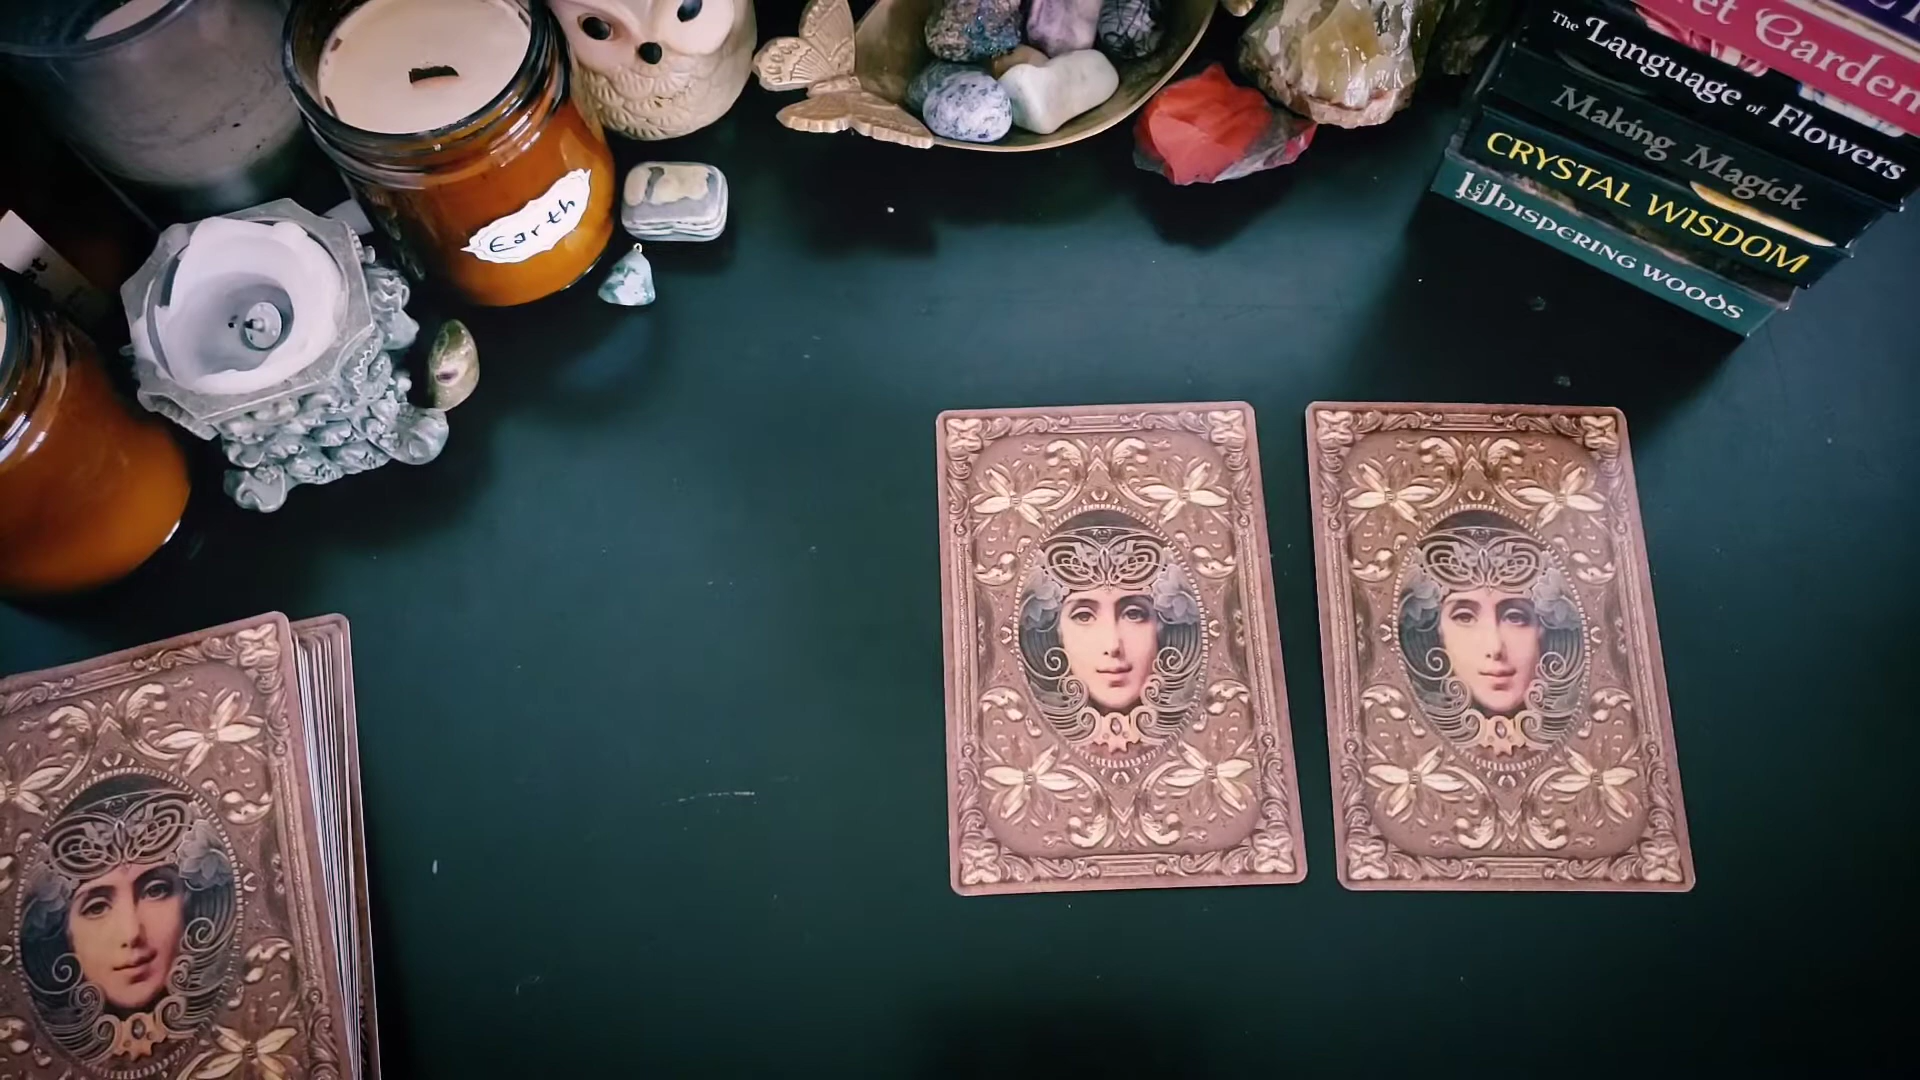 Earth
et Garden
The Language of Flowers
Making Magick
CRYSTAL WISDOM
Whispering Woods